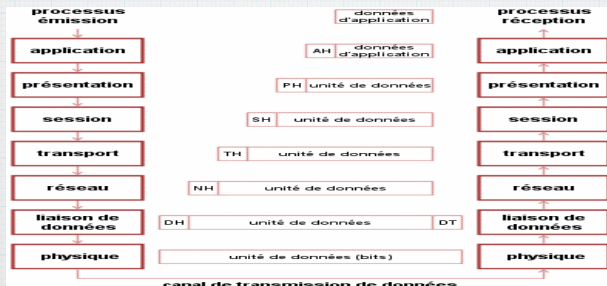 processus
émission
données
d'application
processus
réception
application
AH
données
d'application
application
présentation
PH
unité de données
présentation
session
SH
unité de données
session
transport
TH
unité de données
transport
réseau
NH
unité de données
réseau
liaison de
données
DH
unité de données
DT
liaison de
données
physique
unité de données (bits)
physique
canal de transmission de données